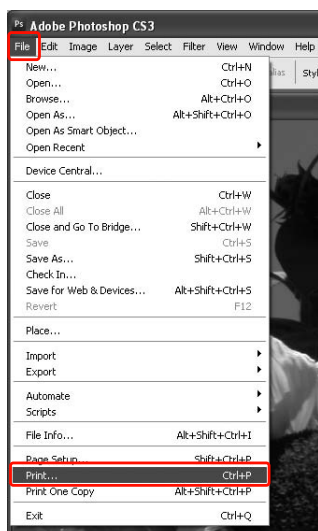 Ps Adobe Photoshop CS3
File Edit Image Layer Select Filter View Window Help
New... Ctrl+N
Open... Ctrl+O
Browse... Alt+Ctrl+O
Open As... Alt+Shift+Ctrl+O
Open As Smart Object...
Open Recent
Device Central...
Close Ctrl+W
Close All Alt+Ctrl+W
Close and Go To Bridge... Shift+Ctrl+W
Save Ctrl+S
Save As... Shift+Ctrl+S
Check In...
Save for Web & Devices... Alt+Shift+Ctrl+S
Revert F12
Place...
Import
Export
Automate
Scripts
File Info... Alt+Shift+Ctrl+I
Page Setup... Shift+Ctrl+P
Print... Ctrl+P
Print One Copy Alt+Shift+Ctrl+P
Exit Ctrl+Q